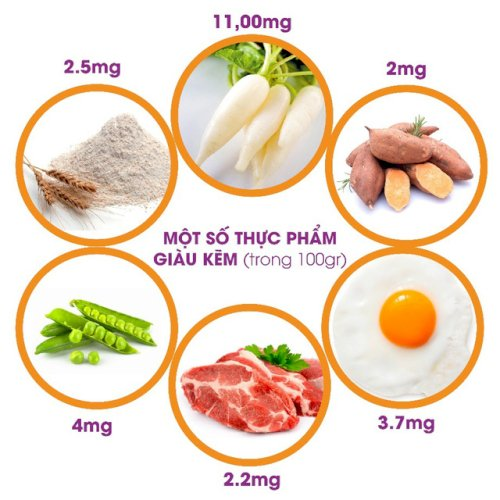 11,00mg
2.5mg
2mg
MỘT SỐ THỰC PHẨM
GIÀU KẼM (trong 100gr)
4mg
3.7mg
2.2mg